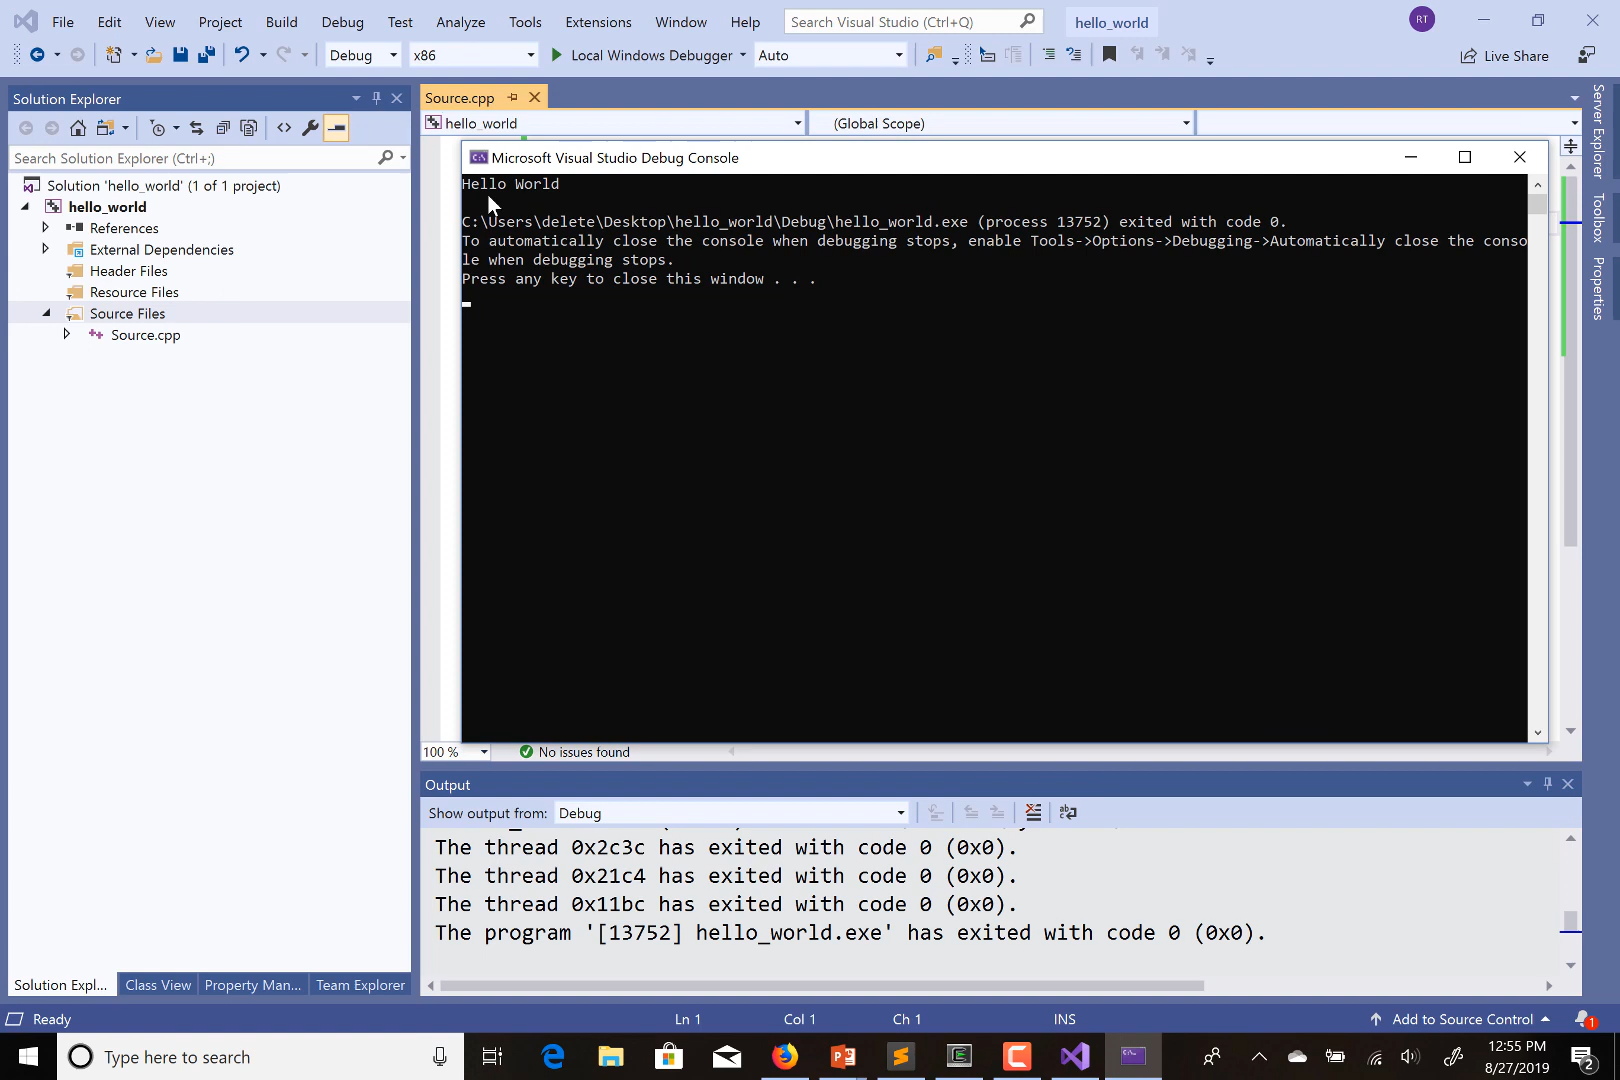 File Edit View Project Build Debug Test Analyze Tools Extensions Window Help Search Visual Studio (Ctrl+Q) hello_world RT
Debug x86 Local Windows Debugger Auto Live Share
Solution Explorer
Search Solution Explorer (Ctrl+;)
Solution 'hello_world' (1 of 1 project)
hello_world
References
External Dependencies
Header Files
Resource Files
Source Files
Source.cpp
Solution Expl... Class View Property Man... Team Explorer
Source.cpp
hello_world (Global Scope)
Microsoft Visual Studio Debug Console
Hello World
C:\Users\delete\Desktop\hello_world\Debug\hello_world.exe (process 13752) exited with code 0.
To automatically close the console when debugging stops, enable Tools->Options->Debugging->Automatically close the conso
le when debugging stops.
Press any key to close this window . . .
100 % No issues found
Output
Show output from: Debug
The thread 0x2c3c has exited with code 0 (0x0).
The thread 0x21c4 has exited with code 0 (0x0).
The thread 0x11bc has exited with code 0 (0x0).
The program '[13752] hello_world.exe' has exited with code 0 (0x0).
Server Explorer
Toolbox
Properties
Ready Ln 1 Col 1 Ch 1 INS Add to Source Control 1
Type here to search
12:55 PM
8/27/2019
2